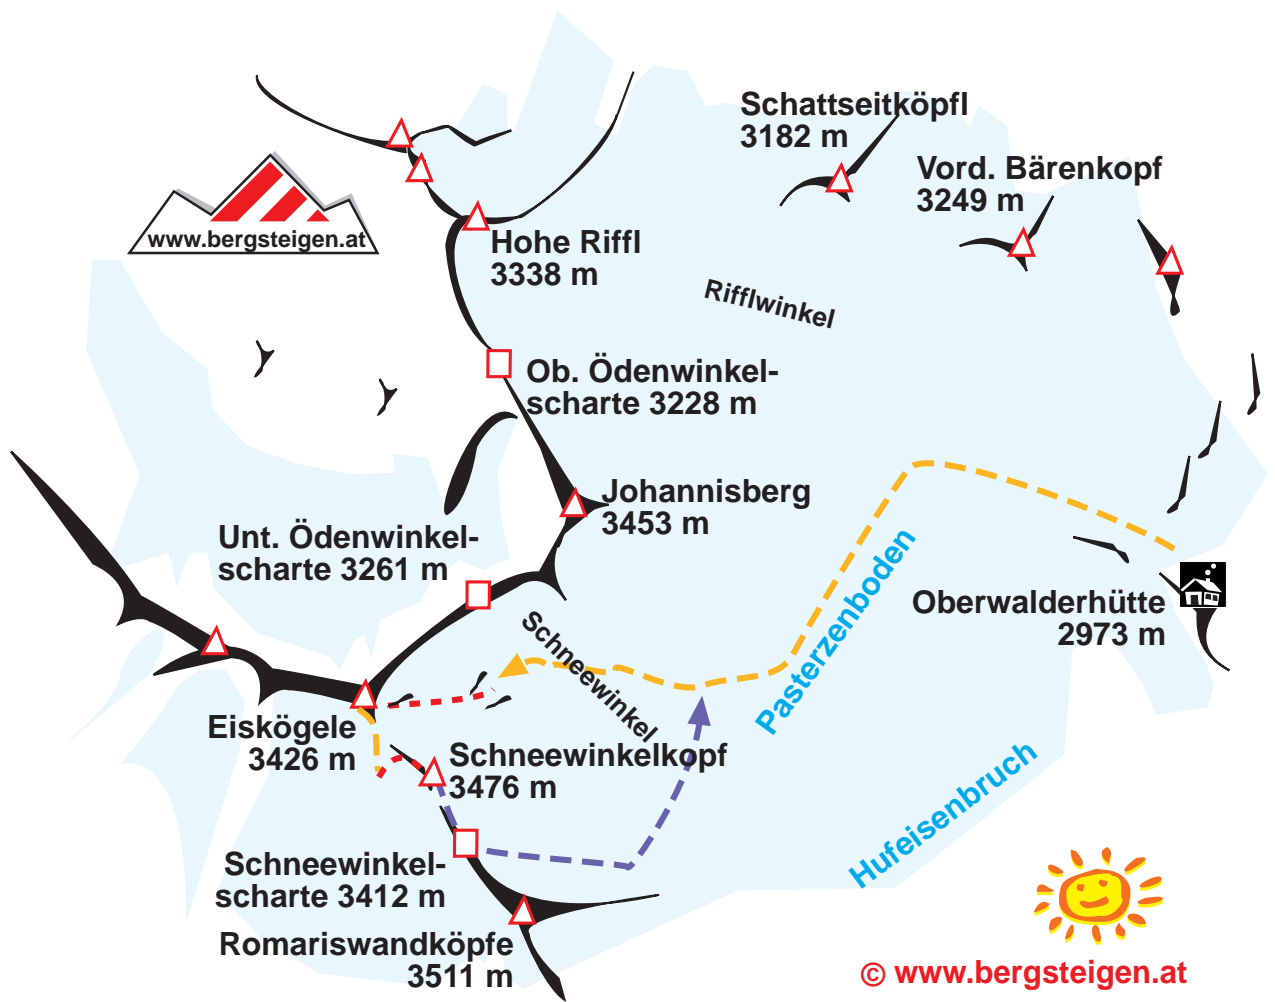 Schattseitköpfl
3182 m
Vord. Bärenkopf
3249 m
www.bergsteigen.at
Hohe Riffl
3338 m
Rifflwinkel
Ob. Ödenwinkel-
scharte 3228 m
Johannisberg
3453 m
Unt. Ödenwinkel-
scharte 3261 m
Pasterzenboden
Oberwalderhütte
2973 m
Schneewinkel
Eiskögele
3426 m
Schneewinkelkopf
3476 m
Hufeisenbruch
Schneewinkel-
scharte 3412 m
Romariswandköpfe
3511 m
© www.bergsteigen.at